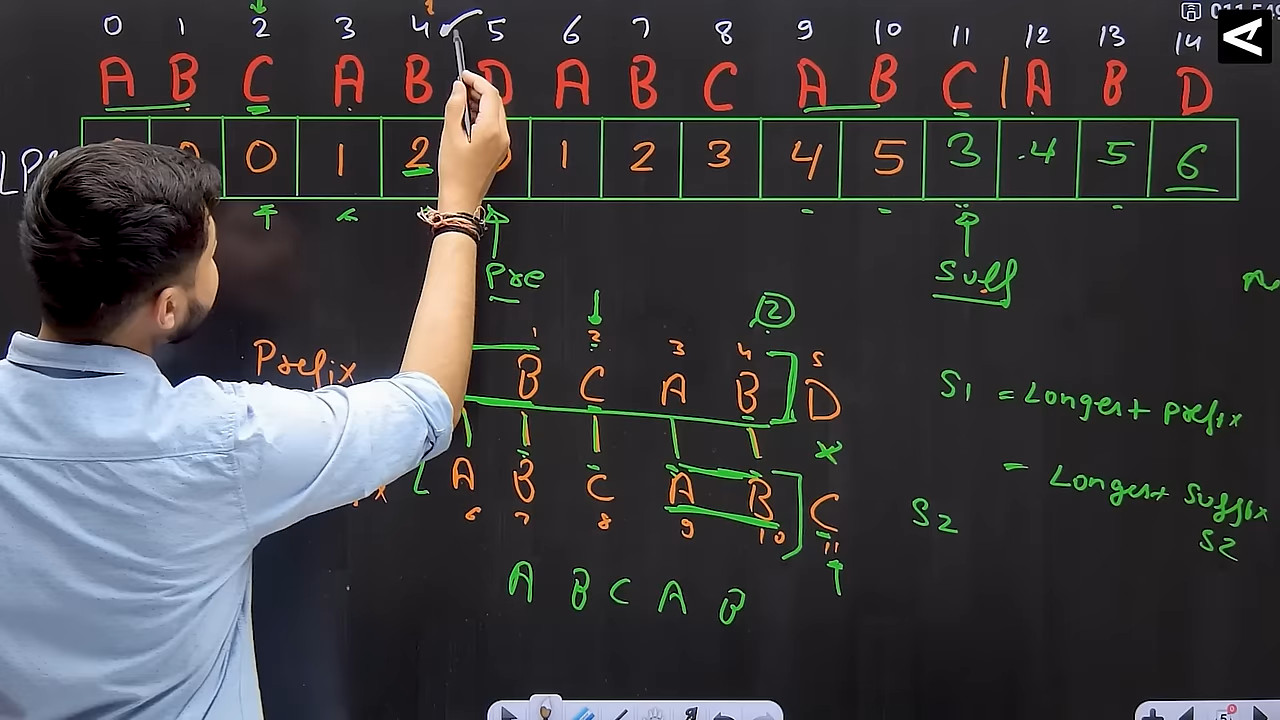 0 1 2 3 4 5 6 7 8 9 10 11 12 13 14
A B C A B D A B C A B C A B D
LPS 0 1 2 1 2 3 4 5 3 4 5 6
Pre
Suff
2
1 2 3 4 5
Prefix B C A B D
S1 = Longest prefix
A B C A B C
= Longest Suffix
S2
S2
6 7 8 9 10 11
A B C A B